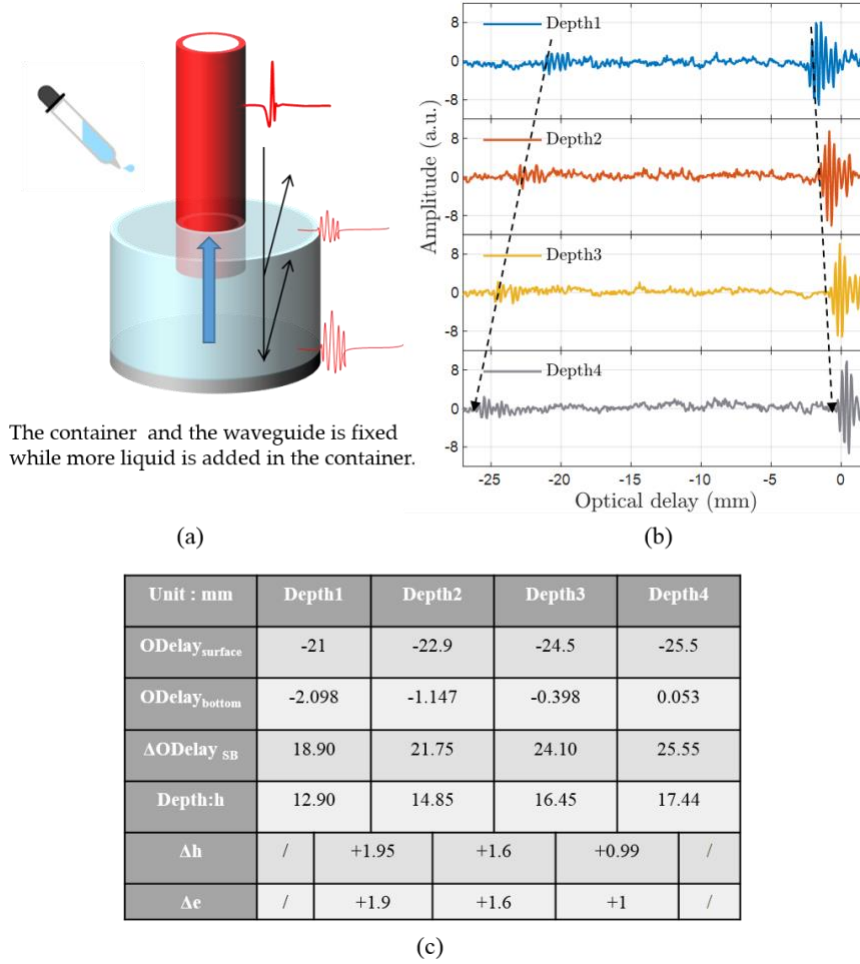 The container and the waveguide is fixed
while more liquid is added in the container.
(a)
Amplitude (a.u.)
8
0
-8
Depth1
8
0
-8
Depth2
8
0
-8
Depth3
8
0
-8
Depth4
-25 -20 -15 -10 -5 0
Optical delay (mm)
(b)
Unit : mm Depth1 Depth2 Depth3 Depth4
ODelay surface -21 -22.9 -24.5 -25.5
ODelay bottom -2.098 -1.147 -0.398 0.053
ΔODelay SB 18.90 21.75 24.10 25.55
Depth:h 12.90 14.85 16.45 17.44
Δh / +1.95 +1.6 +0.99 /
Δe / +1.9 +1.6 +1 /
(c)